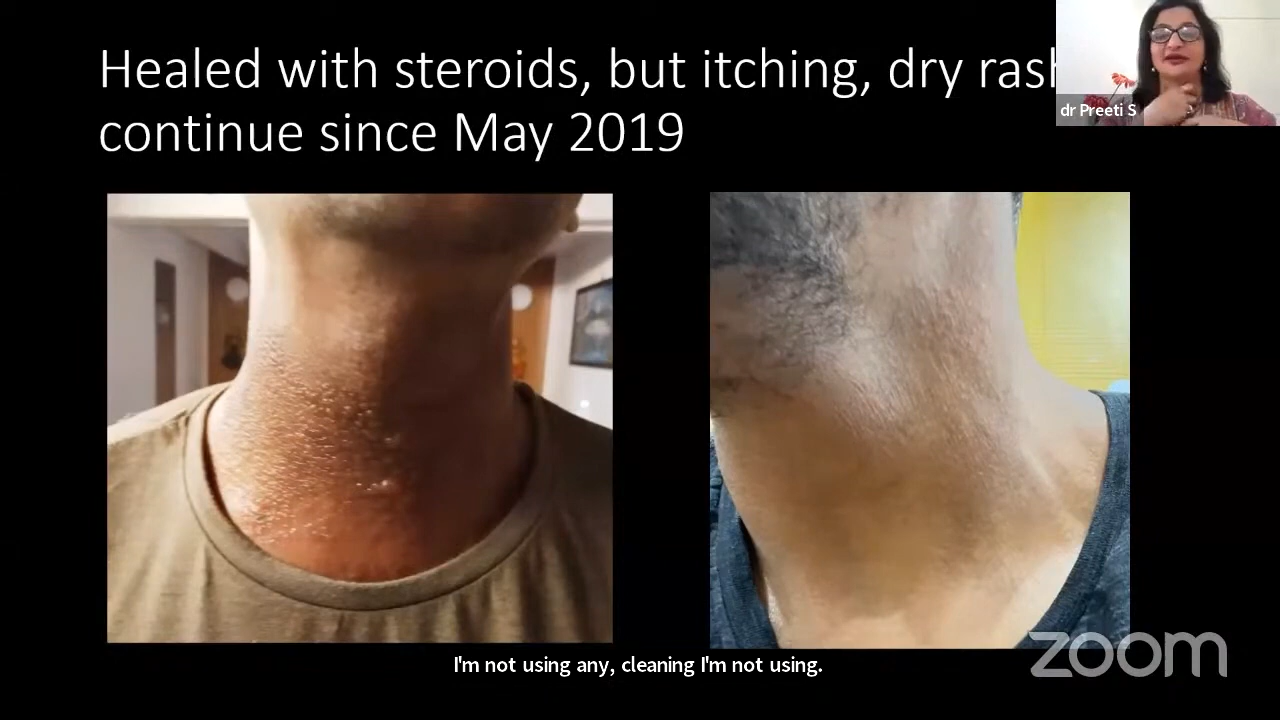 Healed with steroids, but itching, dry rash
continue since May 2019
dr Preeti S
I'm not using any, cleaning I'm not using.
zoom